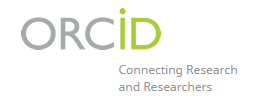 ORCiD
Connecting Research
and Researchers